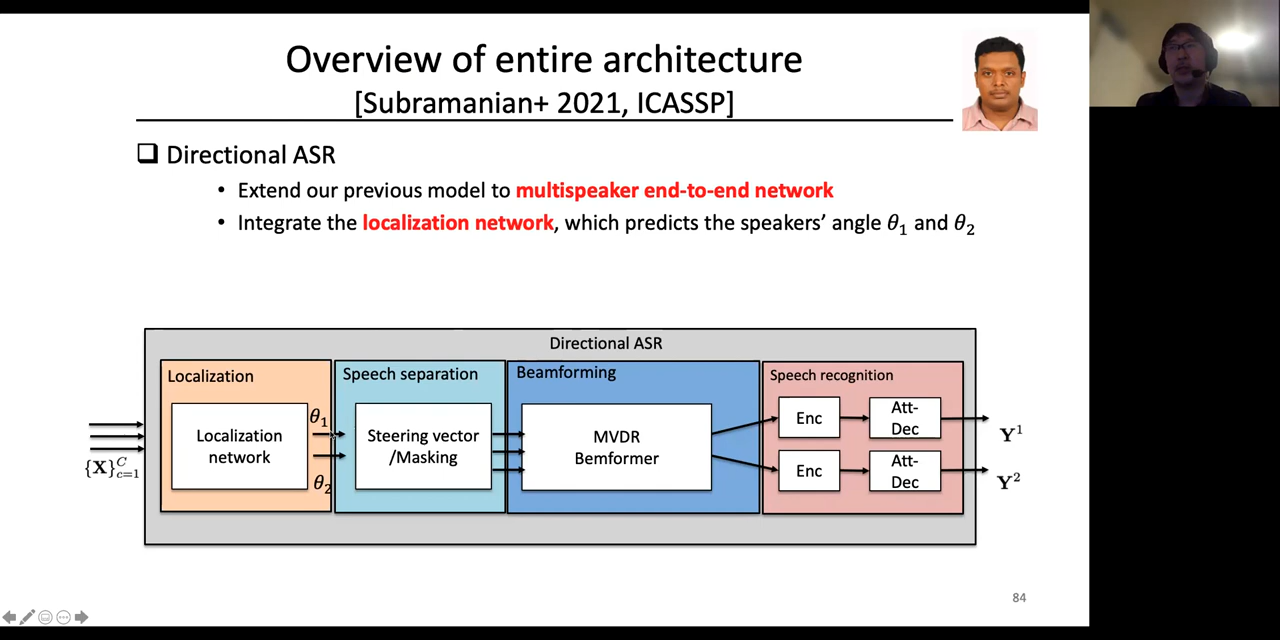 Overview of entire architecture
[Subramanian+ 2021, ICASSP]
Directional ASR
• Extend our previous model to multispeaker end-to-end network
• Integrate the localization network, which predicts the speakers' angle θ₁ and θ₂
Directional ASR
Localization
Speech separation
Beamforming
Speech recognition
Localization
network
θ₁
θ₂
Steering vector
/Masking
MVDR
Bemformer
Enc
Att-
Dec
Enc
Att-
Dec
{X}ᶜc=1
Y¹
Y²
84